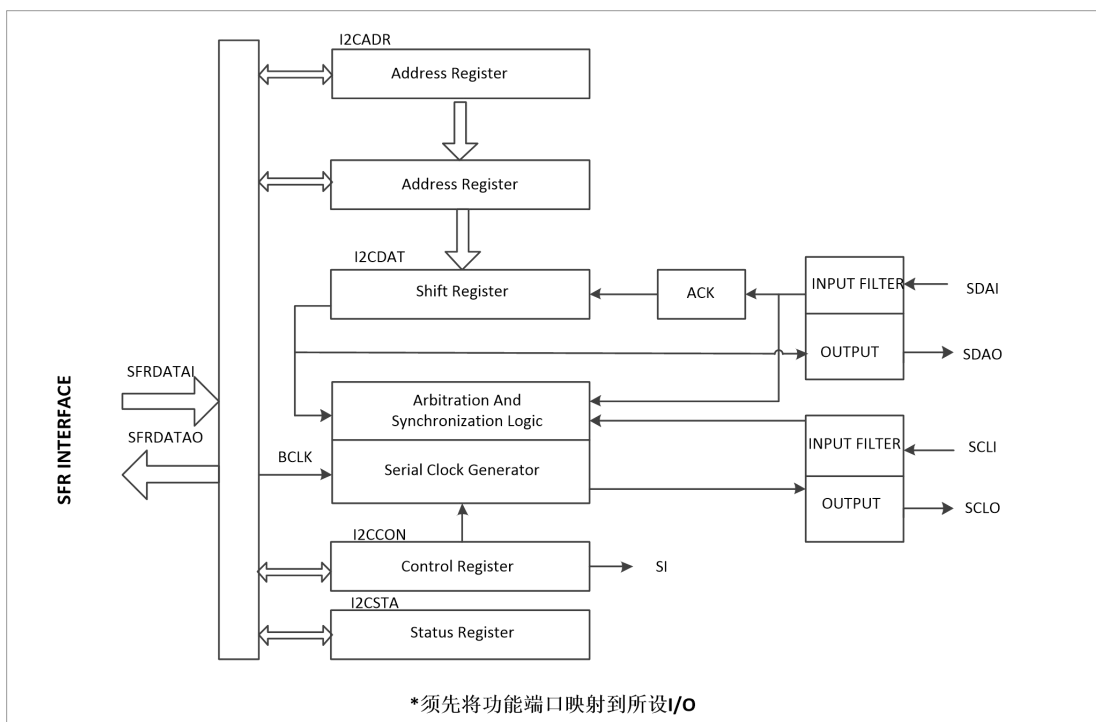 I2CADR
Address Register
Address Register
I2CDAT
Shift Register
ACK
INPUT FILTER
SDAI
OUTPUT
SDAO
SFR INTERFACE
SFRDATAI
SFRDATAO
Arbitration And
Synchronization Logic
BCLK
Serial Clock Generator
INPUT FILTER
SCLI
OUTPUT
SCLO
I2CCON
Control Register
SI
I2CSTA
Status Register
*须先将功能端口映射到所设I/O